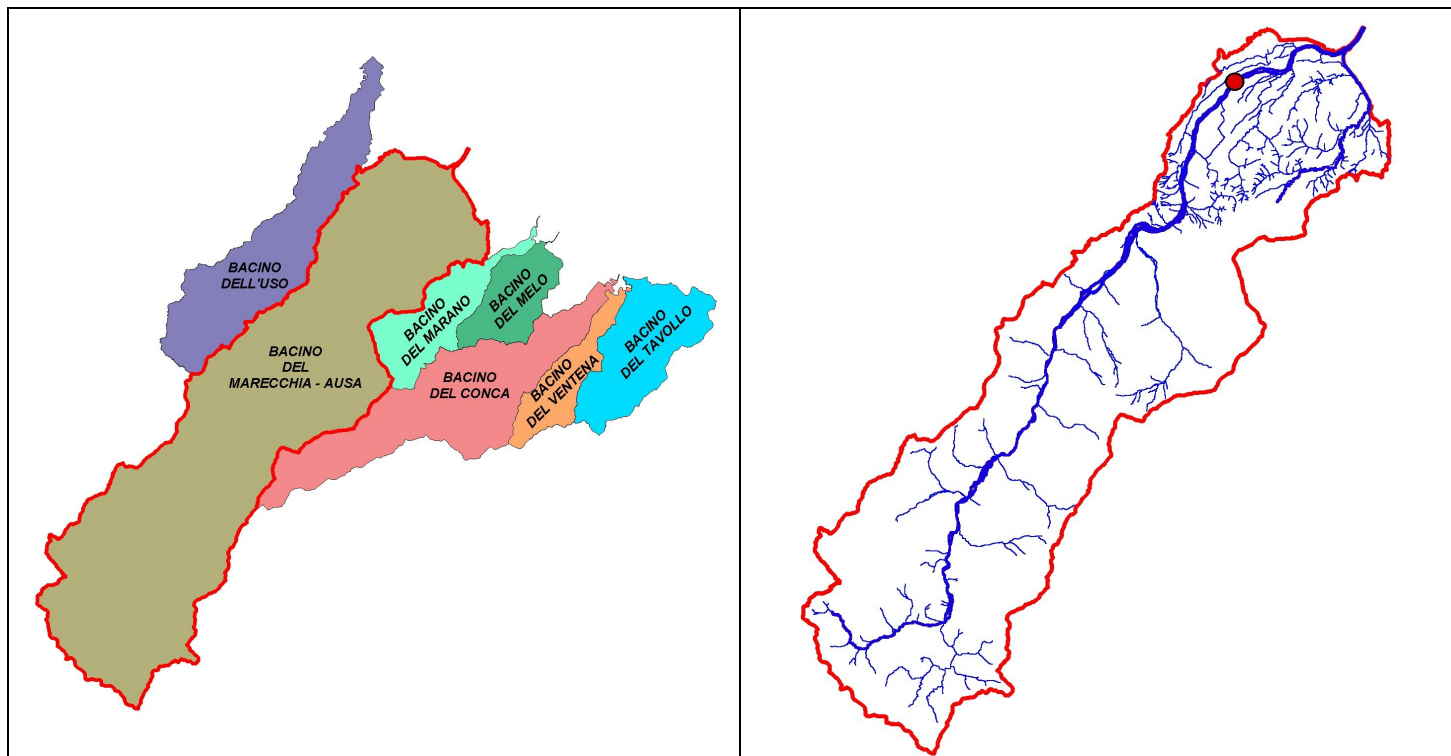 BACINO
DELL'USO
BACINO
DEL MARANO
BACINO
DEL MELO
BACINO
DEL
MARECCHIA - AUSA
BACINO
DEL CONCA
BACINO
DEL VENTENA
BACINO
DEL TAVOLLO